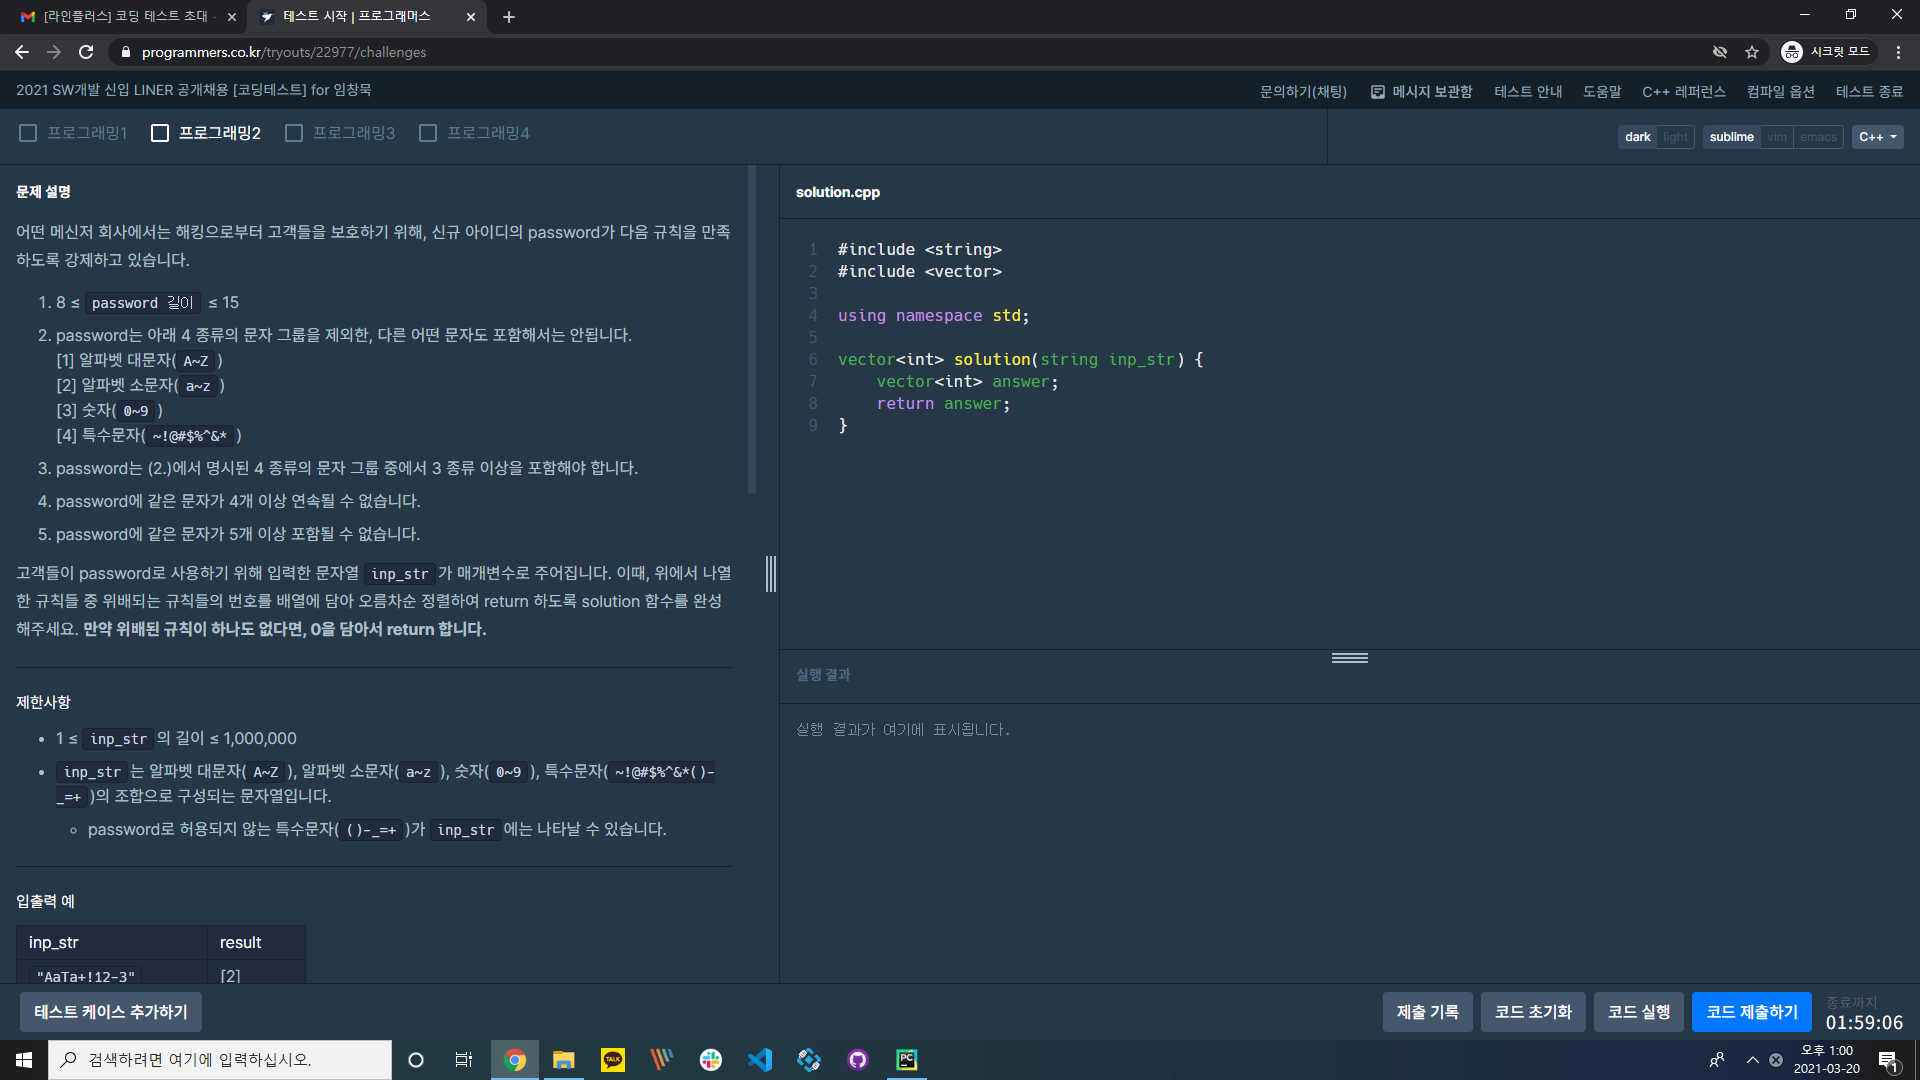 [라인플러스] 코딩 테스트 초대 -
테스트 시작 | 프로그래머스
programmers.co.kr/tryouts/22977/challenges
시크릿 모드
2021 SW개발 신입 LINER 공개채용 [코딩테스트] for 임창묵
문의하기(채팅) 메시지 보관함 테스트 안내 도움말 C++ 레퍼런스 컴파일 옵션 테스트 종료
프로그래밍1 프로그래밍2 프로그래밍3 프로그래밍4
dark light sublime vim emacs C++
문제 설명
어떤 메신저 회사에서는 해킹으로부터 고객들을 보호하기 위해, 신규 아이디의 password가 다음 규칙을 만족
하도록 강제하고 있습니다.
1. 8 ≤ password 길이 ≤ 15
2. password는 아래 4 종류의 문자 그룹을 제외한, 다른 어떤 문자도 포함해서는 안됩니다.
[1] 알파벳 대문자( A~Z )
[2] 알파벳 소문자( a~z )
[3] 숫자( 0~9 )
[4] 특수문자( ~!@#$%^&* )
3. password는 (2.)에서 명시된 4 종류의 문자 그룹 중에서 3 종류 이상을 포함해야 합니다.
4. password에 같은 문자가 4개 이상 연속될 수 없습니다.
5. password에 같은 문자가 5개 이상 포함될 수 없습니다.
고객들이 password로 사용하기 위해 입력한 문자열 inp_str 가 매개변수로 주어집니다. 이때, 위에서 나열
한 규칙들 중 위배되는 규칙들의 번호를 배열에 담아 오름차순 정렬하여 return 하도록 solution 함수를 완성
해주세요. 만약 위배된 규칙이 하나도 없다면, 0을 담아서 return 합니다.
제한사항
• 1 ≤ inp_str 의 길이 ≤ 1,000,000
• inp_str 는 알파벳 대문자( A~Z ), 알파벳 소문자( a~z ), 숫자( 0~9 ), 특수문자( ~!@#$%^&*()-
_=+ )의 조합으로 구성되는 문자열입니다.
◦ password로 허용되지 않는 특수문자( ()-_=+ )가 inp_str 에는 나타날 수 있습니다.
입출력 예
inp_str result
"AaTa+!12-3" [2]
solution.cpp
1 #include <string>
2 #include <vector>
3
4 using namespace std;
5
6 vector<int> solution(string inp_str) {
7 vector<int> answer;
8 return answer;
9 }
실행 결과
실행 결과가 여기에 표시됩니다.
테스트 케이스 추가하기
제출 기록 코드 초기화 코드 실행 코드 제출하기
종료까지
01:59:06
검색하려면 여기에 입력하십시오.
TALK
PC
오후 1:00
2021-03-20
1